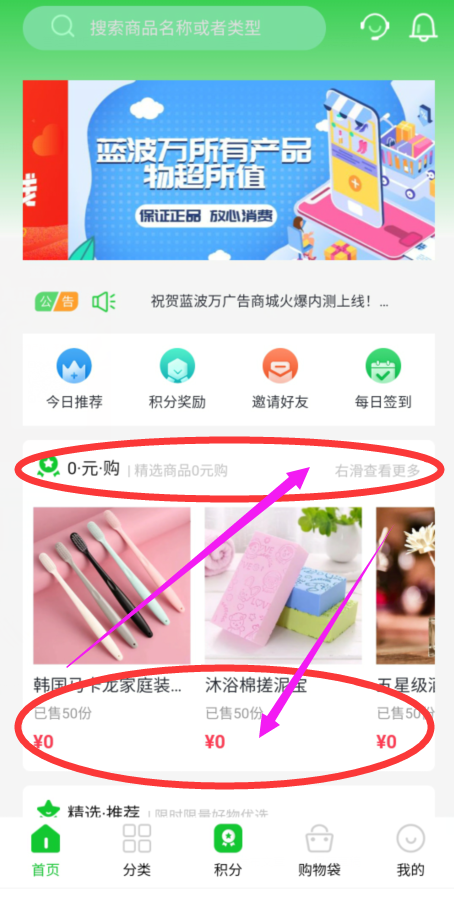 搜索商品名称或者类型
蓝波万所有产品
物超所值
保证正品 放心消费
公告
祝贺蓝波万广告商城火爆内测上线！...
今日推荐
积分奖励
邀请好友
每日签到
0·元·购 | 精选商品0元购 右滑查看更多
韩国马卡龙家庭装...
沐浴棉搓泥宝
五星级酒
已售50份
已售50份
已售50份
¥0
¥0
¥0
精选·推荐 | 限时限量好物优选
首页
分类
积分
购物袋
我的